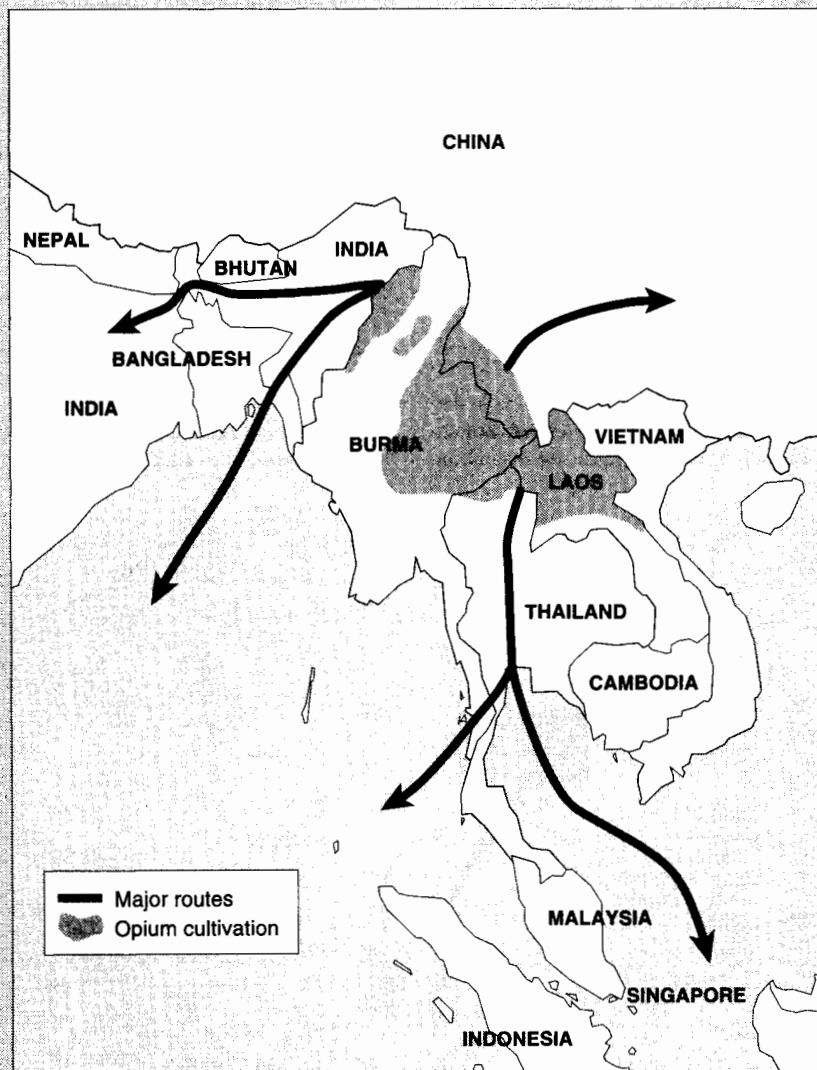 CHINA
NEPAL
BHUTAN
INDIA
BANGLADESH
INDIA
BURMA
VIETNAM
LAOS
THAILAND
CAMBODIA
Major routes
Opium cultivation
MALAYSIA
SINGAPORE
INDONESIA